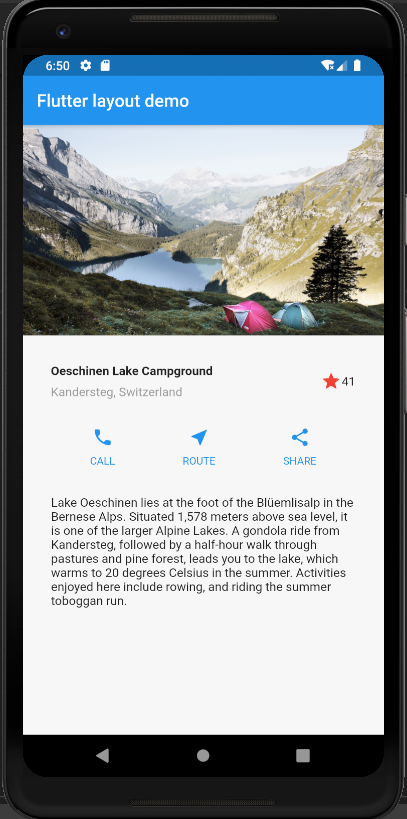 6:50
Flutter layout demo
Oeschinen Lake Campground
Kandersteg, Switzerland
41
CALL
ROUTE
SHARE
Lake Oeschinen lies at the foot of the Blüemlisalp in the
Bernese Alps. Situated 1,578 meters above sea level, it
is one of the larger Alpine Lakes. A gondola ride from
Kandersteg, followed by a half-hour walk through
pastures and pine forest, leads you to the lake, which
warms to 20 degrees Celsius in the summer. Activities
enjoyed here include rowing, and riding the summer
toboggan run.